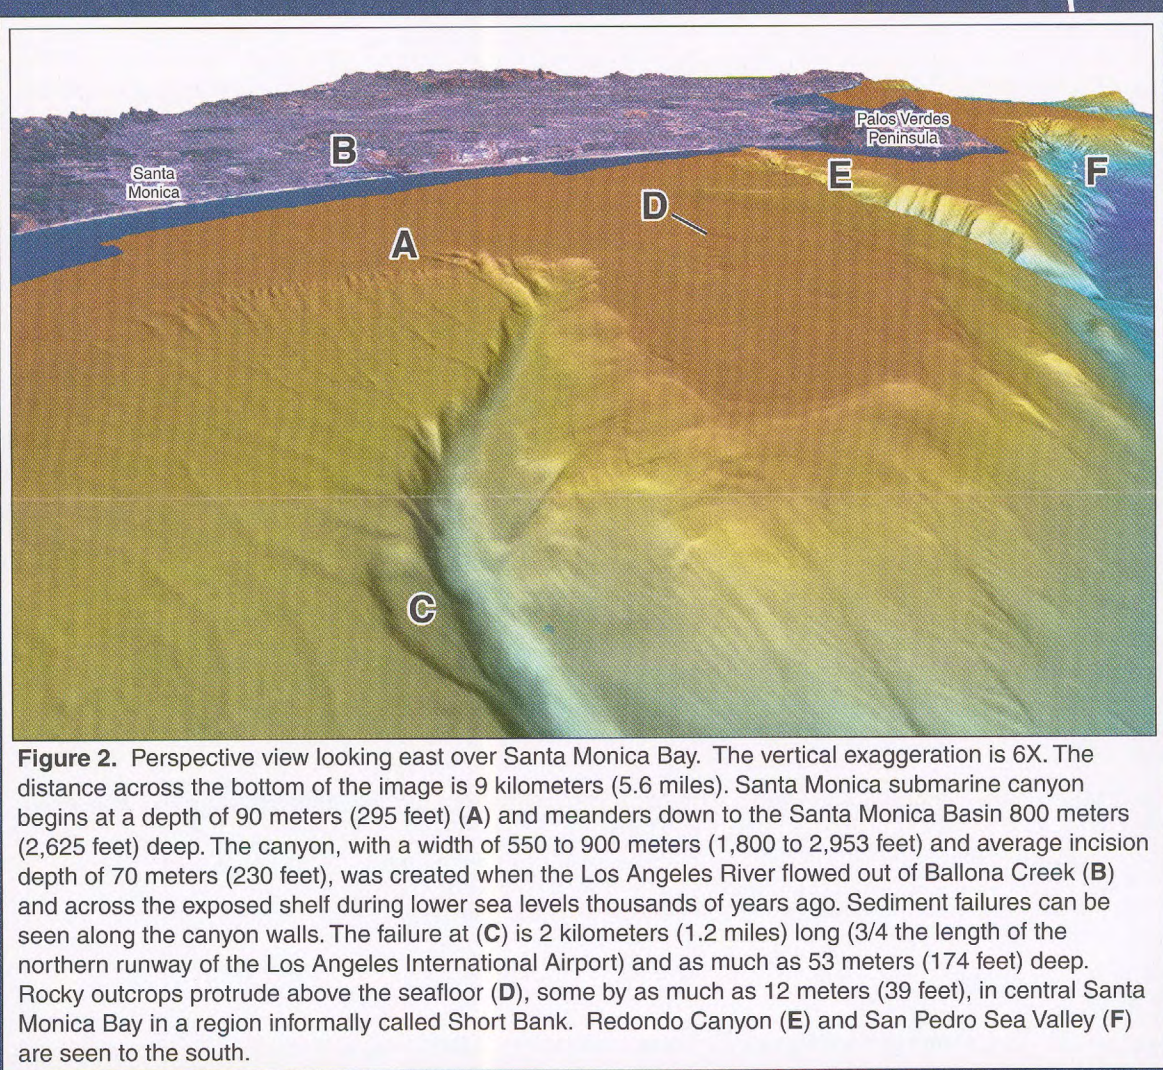 B
Santa
Monica
Palos Verdes
Peninsula
E
F
D
A
C
Figure 2. Perspective view looking east over Santa Monica Bay. The vertical exaggeration is 6X. The
distance across the bottom of the image is 9 kilometers (5.6 miles). Santa Monica submarine canyon
begins at a depth of 90 meters (295 feet) (A) and meanders down to the Santa Monica Basin 800 meters
(2,625 feet) deep. The canyon, with a width of 550 to 900 meters (1,800 to 2,953 feet) and average incision
depth of 70 meters (230 feet), was created when the Los Angeles River flowed out of Ballona Creek (B)
and across the exposed shelf during lower sea levels thousands of years ago. Sediment failures can be
seen along the canyon walls. The failure at (C) is 2 kilometers (1.2 miles) long (3/4 the length of the
northern runway of the Los Angeles International Airport) and as much as 53 meters (174 feet) deep.
Rocky outcrops protrude above the seafloor (D), some by as much as 12 meters (39 feet), in central Santa
Monica Bay in a region informally called Short Bank. Redondo Canyon (E) and San Pedro Sea Valley (F)
are seen to the south.